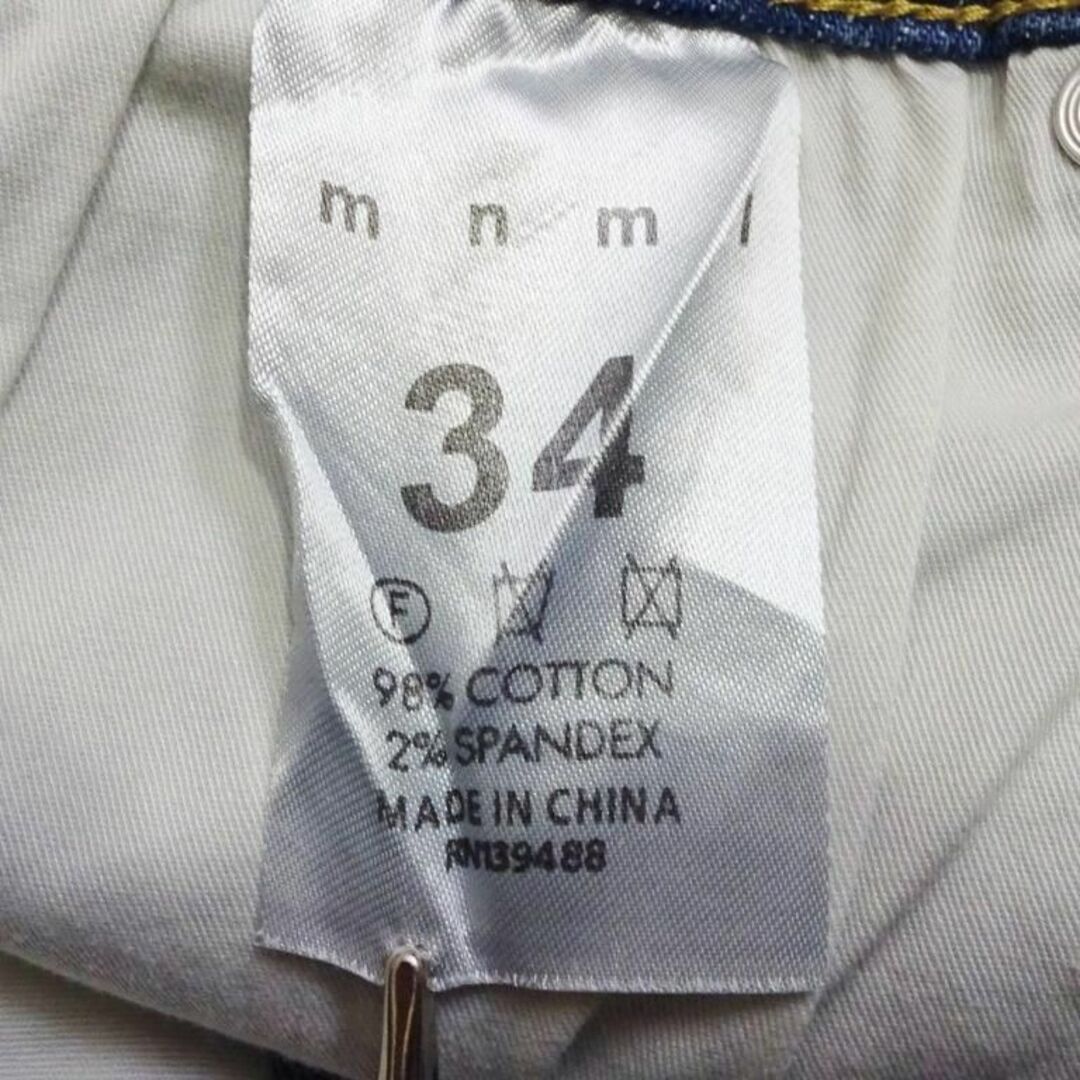 m n m l
34
F
98% COTTON
2% SPANDEX
MADE IN CHINA
RN139488